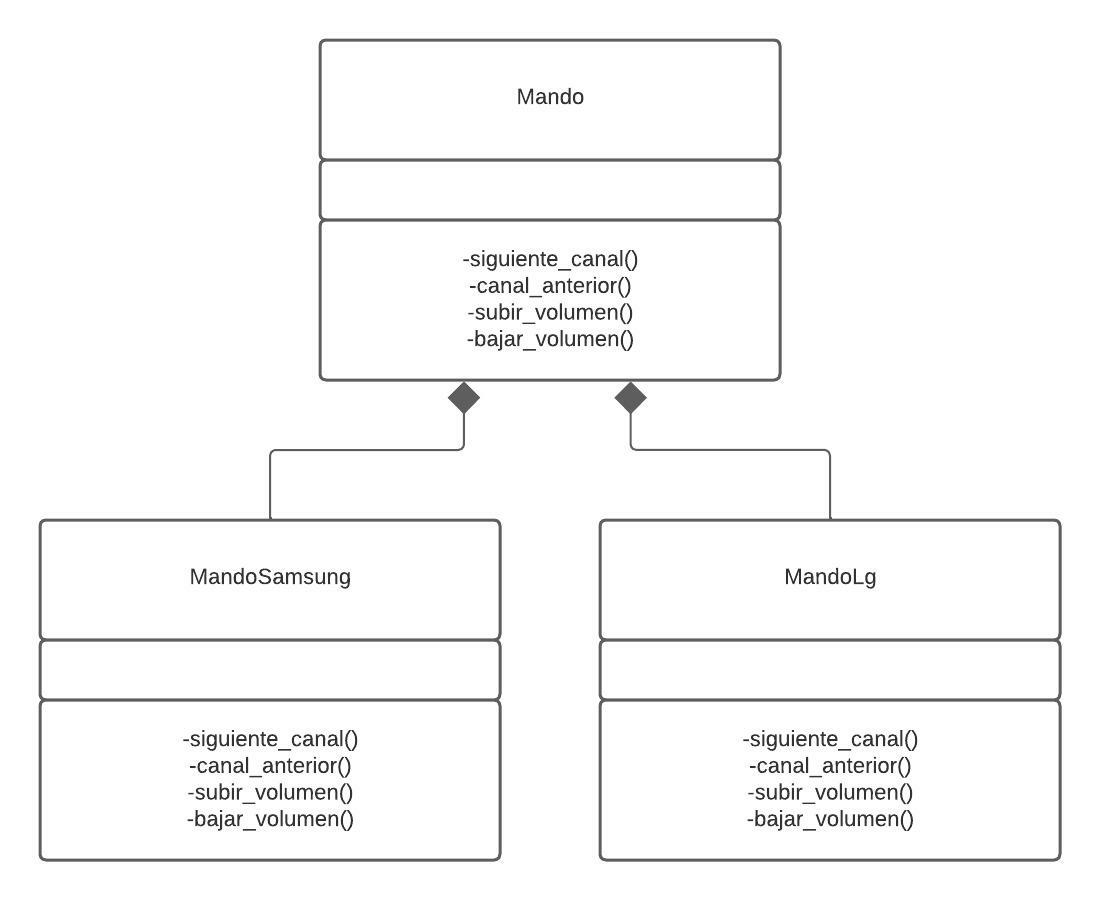 Mando
-siguiente_canal()
-canal_anterior()
-subir_volumen()
-bajar_volumen()
MandoSamsung
-siguiente_canal()
-canal_anterior()
-subir_volumen()
-bajar_volumen()
MandoLg
-siguiente_canal()
-canal_anterior()
-subir_volumen()
-bajar_volumen()